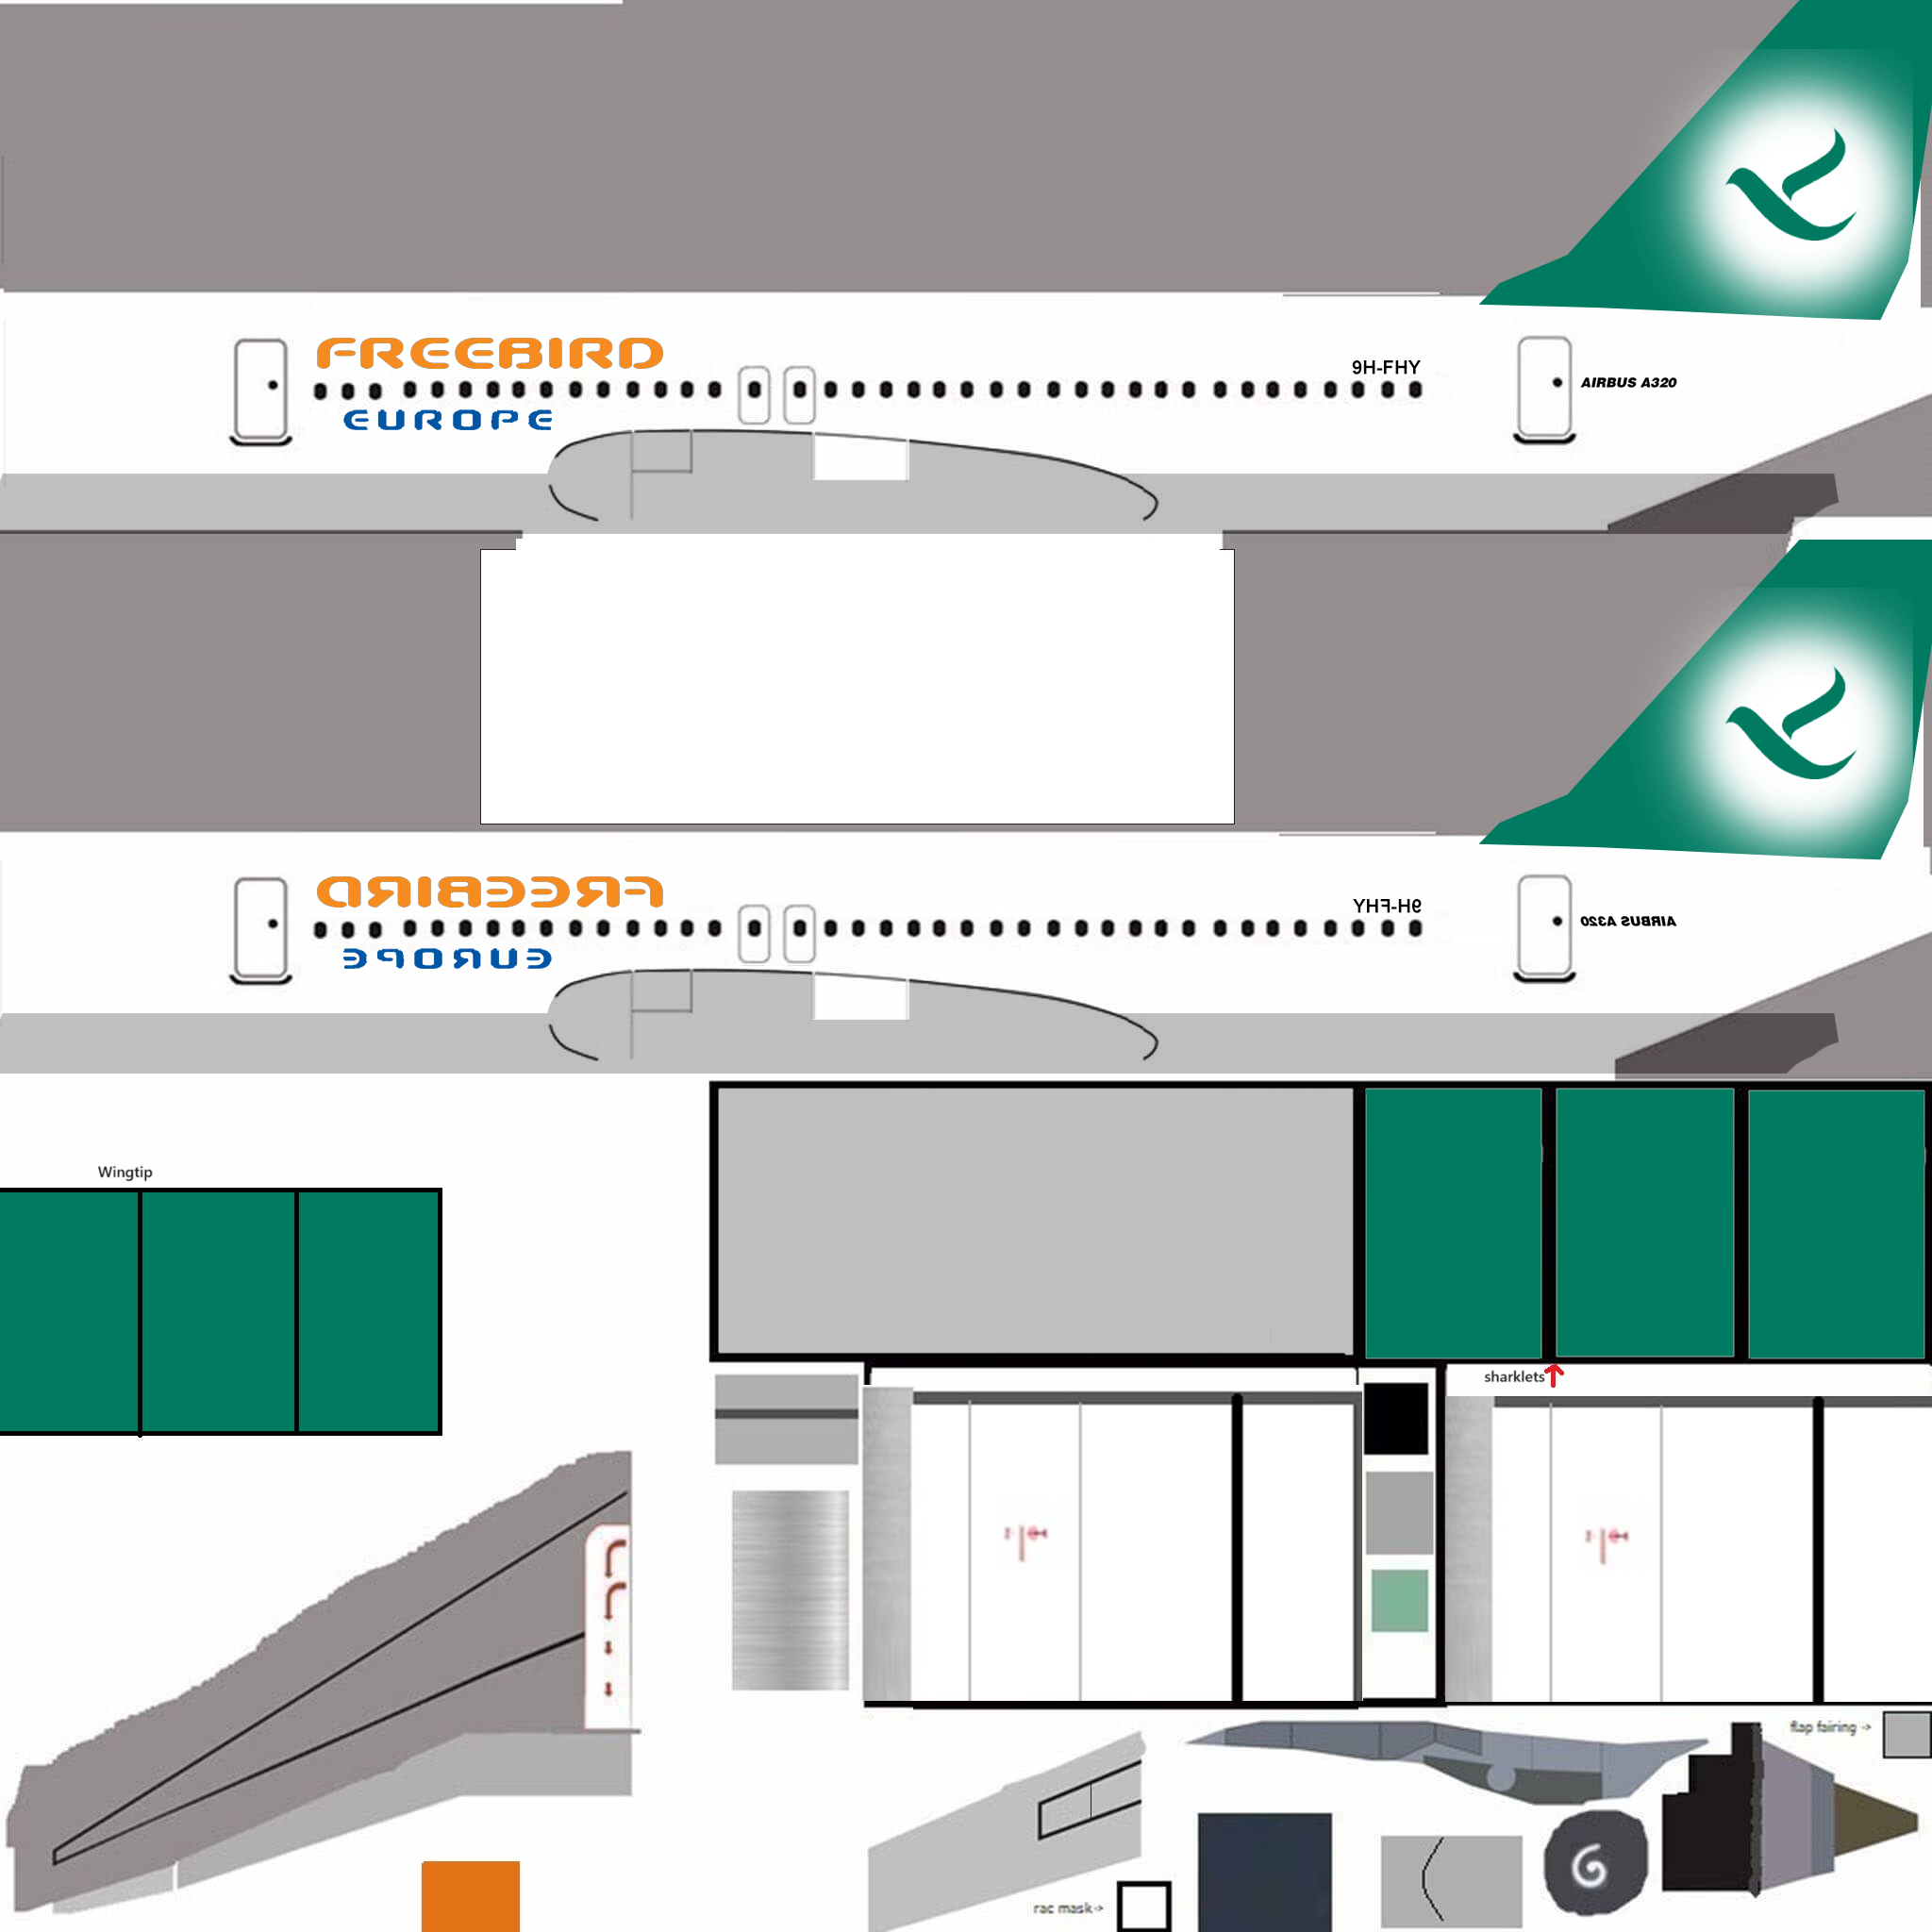 FREEBIRD
9H-FHY
AIRBUS A320
EUROPE
FREEBIRD
9H-FHY
AIRBUS A320
EUROPE
Wingtip
sharklets
flap fairing ->
rac mask->